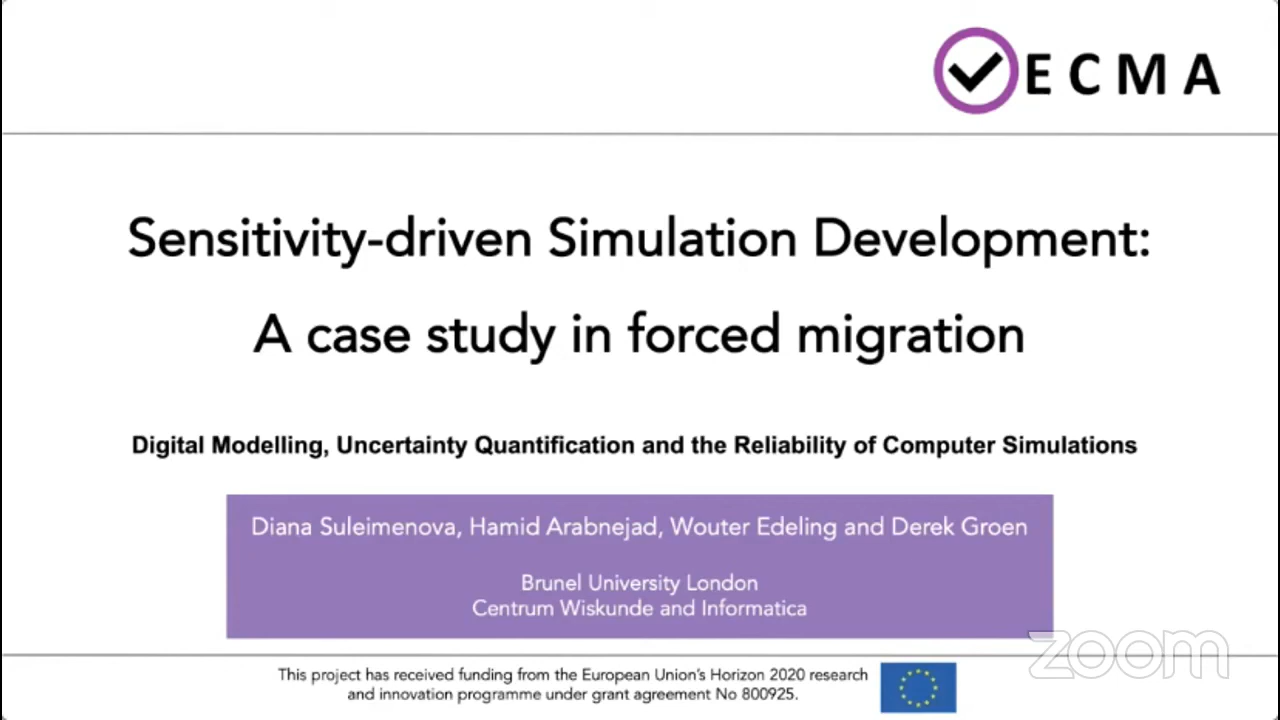 ECMA
Sensitivity-driven Simulation Development:
A case study in forced migration
Digital Modelling, Uncertainty Quantification and the Reliability of Computer Simulations
Diana Suleimenova, Hamid Arabnejad, Wouter Edeling and Derek Groen
Brunel University London
Centrum Wiskunde and Informatica
zoom
This project has received funding from the European Union's Horizon 2020 research
and innovation programme under grant agreement No 800925.